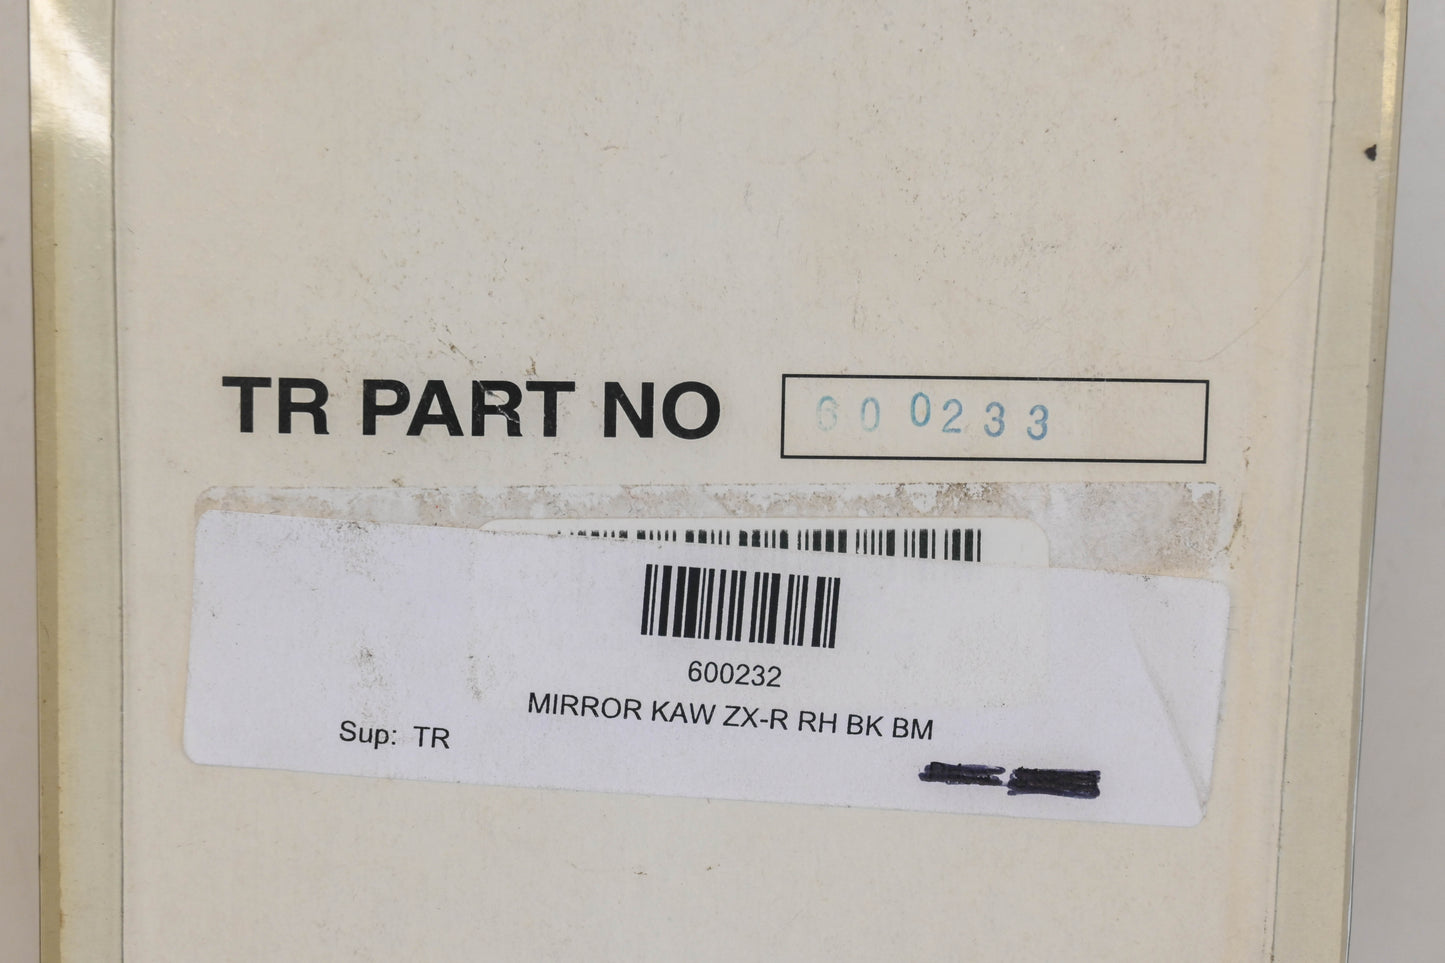 TR PART NO 600233
600232
MIRROR KAW ZX-R RH BK BM
Sup: TR